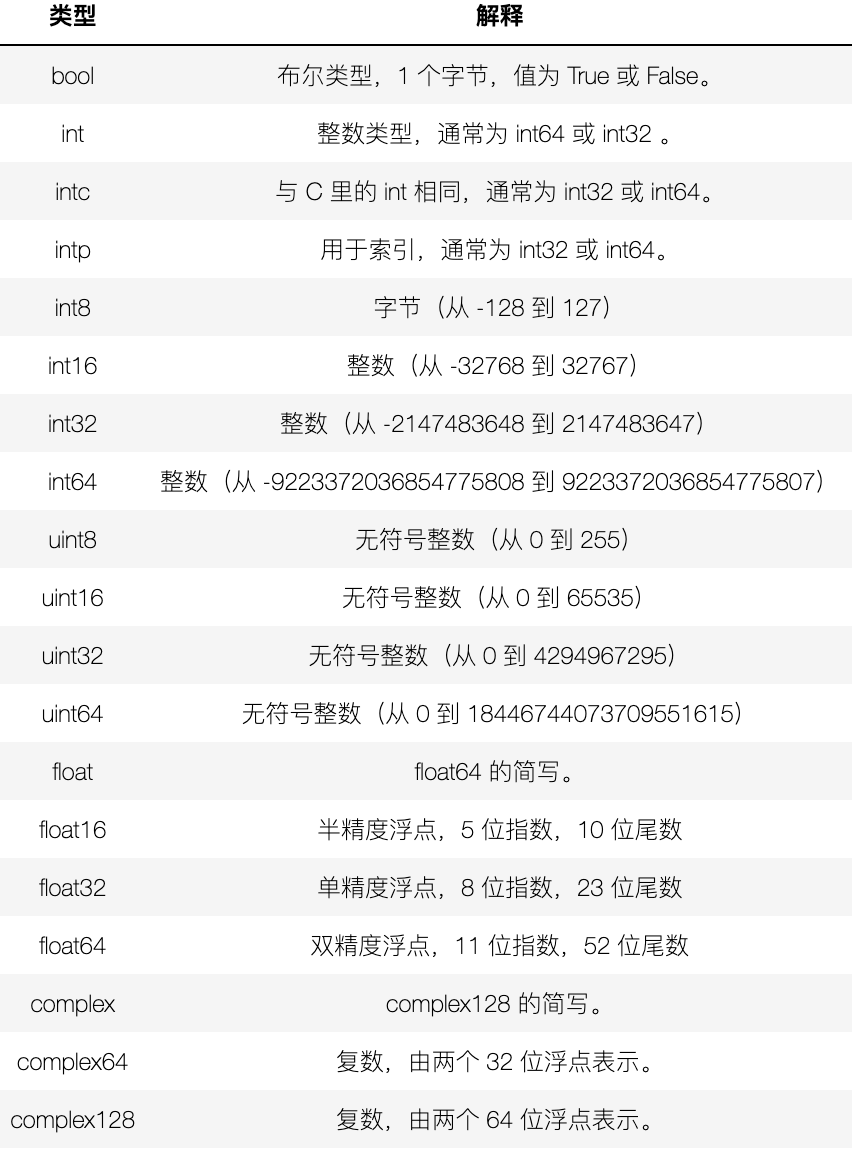 类型 解释
bool 布尔类型，1 个字节，值为 True 或 False。
int 整数类型，通常为 int64 或 int32 。
intc 与 C 里的 int 相同，通常为 int32 或 int64。
intp 用于索引，通常为 int32 或 int64。
int8 字节（从 -128 到 127）
int16 整数（从 -32768 到 32767）
int32 整数（从 -2147483648 到 2147483647）
int64 整数（从 -9223372036854775808 到 9223372036854775807）
uint8 无符号整数（从 0 到 255）
uint16 无符号整数（从 0 到 65535）
uint32 无符号整数（从 0 到 4294967295）
uint64 无符号整数（从 0 到 18446744073709551615）
float float64 的简写。
float16 半精度浮点，5 位指数，10 位尾数
float32 单精度浮点，8 位指数，23 位尾数
float64 双精度浮点，11 位指数，52 位尾数
complex complex128 的简写。
complex64 复数，由两个 32 位浮点表示。
complex128 复数，由两个 64 位浮点表示。